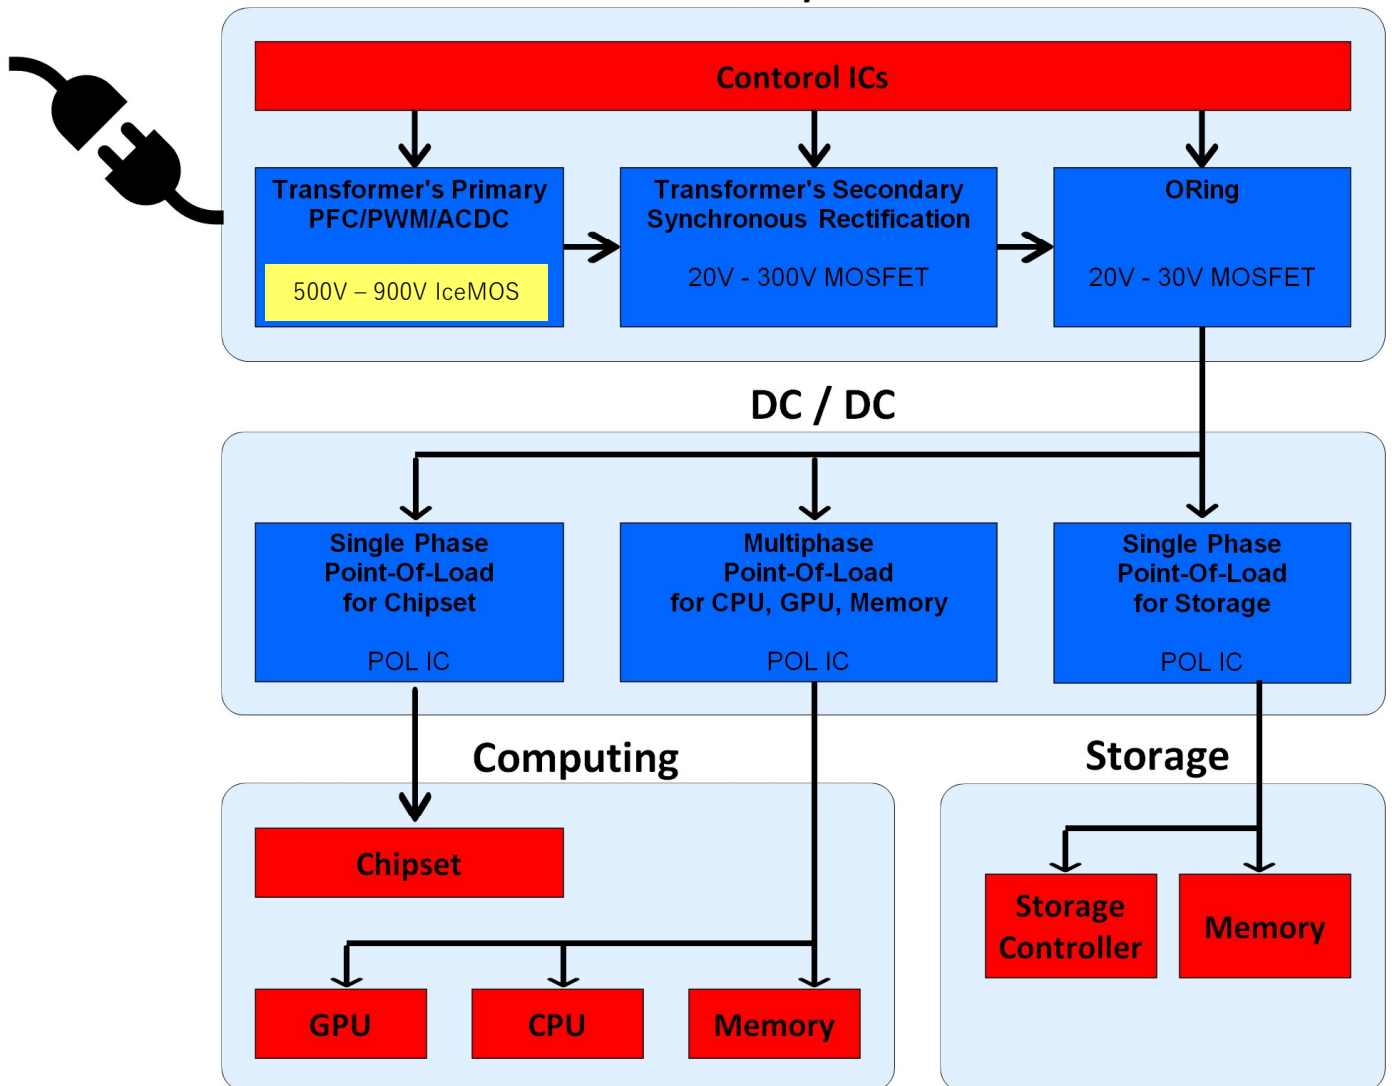 Contorol ICs
Transformer's Primary
PFC/PWM/ACDC
500V – 900V IceMOS
Transformer's Secondary
Synchronous Rectification
20V - 300V MOSFET
ORing
20V - 30V MOSFET
DC / DC
Single Phase
Point-Of-Load
for Chipset
POL IC
Multiphase
Point-Of-Load
for CPU, GPU, Memory
POL IC
Single Phase
Point-Of-Load
for Storage
POL IC
Computing
Storage
Chipset
GPU
CPU
Memory
Storage
Controller
Memory